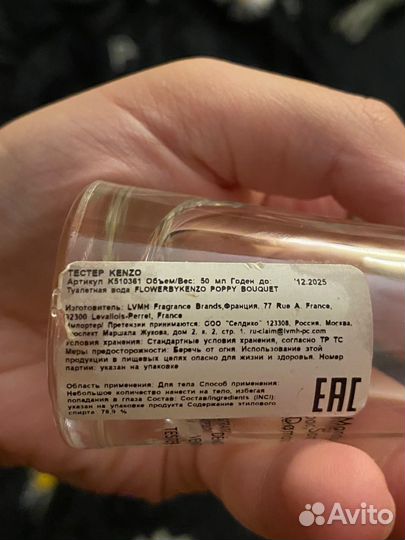 ТЕСТЕР KENZO
Артикул K510361 Объем/Вес: 50 мл Годен до: 12.2025
Туалетная вода FLOWERBYKENZO POPPY BOUQUET
Изготовитель: LVMH Fragrance Brands,Франция, 77 Rue A. France,
92300 Levallois-Perret, France
Импортер/ Претензии принимаются: ООО "Селдико" 123308, Россия, Москва,
проспект Маршала Жукова, дом 2, к. 2, стр. 1. ru-claim@lvmh-pc.com
Условия хранения: Стандартные условия хранения, согласно ТР ТС
Меры предосторожности: Беречь от огня Использование этой
продукции в пищевых целях опасно для жизни и здоровья. Номер
партии: указан на упаковке
Область применения: Для тела Способ применения:
Небольшое количество нанести на тело, избегая
попадания в глаза Состав: Состав/Ingredients (INCI):
указан на упаковке продукта Содержание этилового
спирта: 78,9 %
EAC
TES
Avito